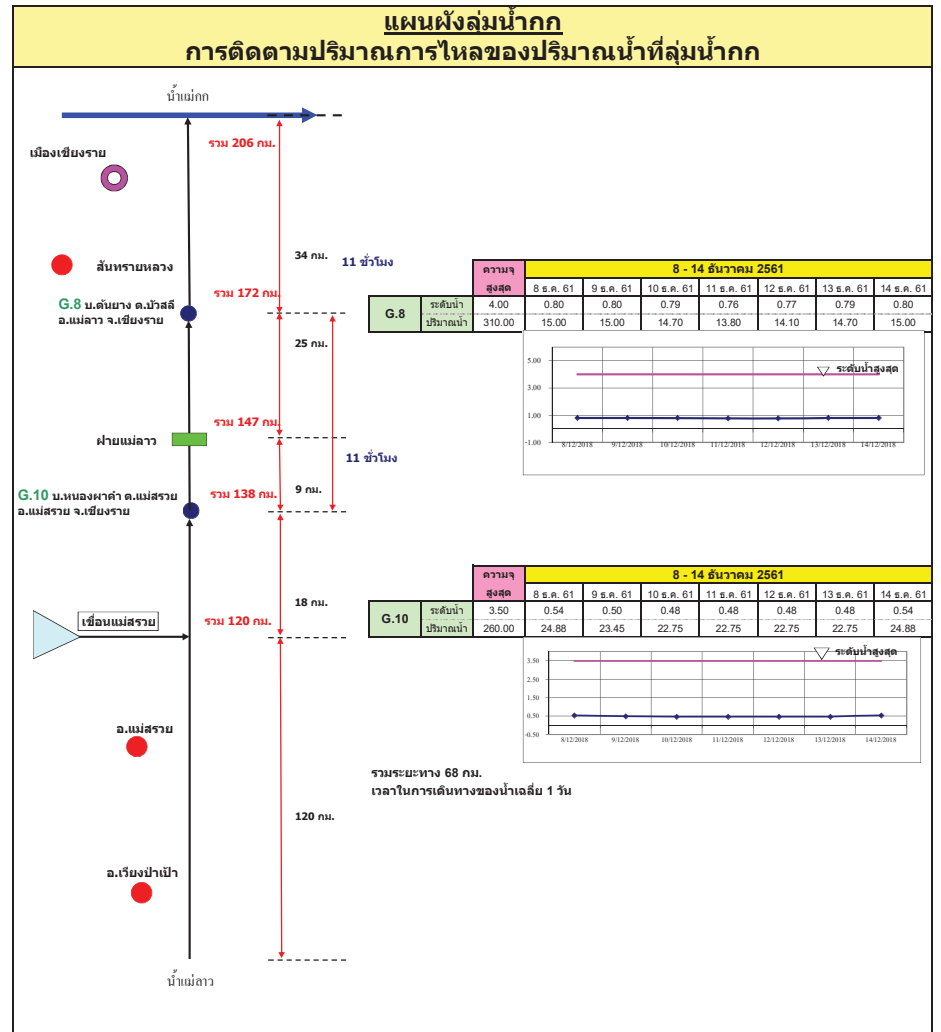 แผนผังลุ่มน้ำกก
การติดตามปริมาณการไหลของปริมาณน้ำที่ลุ่มน้ำกก
น้ำแม่กก
รวม 206 กม.
เมืองเชียงราย
สันทรายหลวง
34 กม.
11 ชั่วโมง
รวม 172 กม.
G.8 บ.ต้นยาง ต.บัวสลี
อ.แม่ลาว จ.เชียงราย
25 กม.
รวม 147 กม.
ฝายแม่ลาว
11 ชั่วโมง
9 กม.
รวม 138 กม.
G.10 บ.หนองผาคำ ต.แม่สรวย
อ.แม่สรวย จ.เชียงราย
18 กม.
รวม 120 กม.
เขื่อนแม่สรวย
อ.แม่สรวย
120 กม.
อ.เวียงป่าเป้า
น้ำแม่ลาว
ความจุ 8 - 14 ธันวาคม 2561
สูงสุด 8 ธ.ค. 61 9 ธ.ค. 61 10 ธ.ค. 61 11 ธ.ค. 61 12 ธ.ค. 61 13 ธ.ค. 61 14 ธ.ค. 61
G.8 ระดับน้ำ 4.00 0.80 0.80 0.79 0.76 0.77 0.79 0.80
ปริมาณน้ำ 310.00 15.00 15.00 14.70 13.80 14.10 14.70 15.00
5.00
ระดับน้ำสูงสุด
3.00
1.00
-1.00
8/12/2018 9/12/2018 10/12/2018 11/12/2018 12/12/2018 13/12/2018 14/12/2018
ความจุ 8 - 14 ธันวาคม 2561
สูงสุด 8 ธ.ค. 61 9 ธ.ค. 61 10 ธ.ค. 61 11 ธ.ค. 61 12 ธ.ค. 61 13 ธ.ค. 61 14 ธ.ค. 61
G.10 ระดับน้ำ 3.50 0.54 0.50 0.48 0.48 0.48 0.48 0.54
ปริมาณน้ำ 260.00 24.88 23.45 22.75 22.75 22.75 22.75 24.88
ระดับน้ำสูงสุด
3.50
2.50
1.50
0.50
-0.50
8/12/2018 9/12/2018 10/12/2018 11/12/2018 12/12/2018 13/12/2018 14/12/2018
รวมระยะทาง 68 กม.
เวลาในการเดินทางของน้ำเฉลี่ย 1 วัน